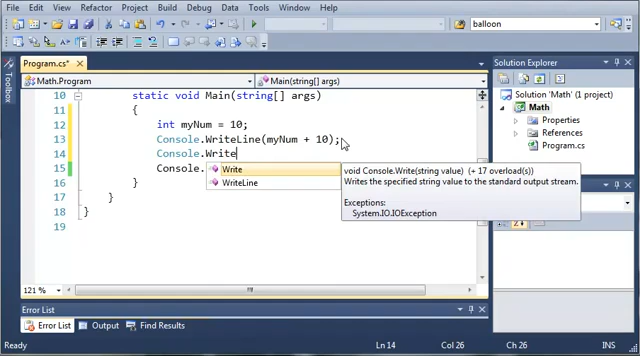 File Edit View Refactor Project Build Debug Data Tools Test Window Help
balloon
Program.cs*
Math.Program
Main(string[] args)
Toolbox
10 static void Main(string[] args)
11 {
12 int myNum = 10;
13 Console.WriteLine(myNum + 10);
14 Console.Write
15 Console.
16 }
17 }
18 }
19
Write
WriteLine
void Console.Write(string value) (+ 17 overload(s))
Writes the specified string value to the standard output stream.
Exceptions:
System.IO.IOException
121 %
Solution Explorer
Solution 'Math' (1 project)
Math
Properties
References
Program.cs
Error List
Error List Output Find Results
Ln 14 Col 26 Ch 26 INS